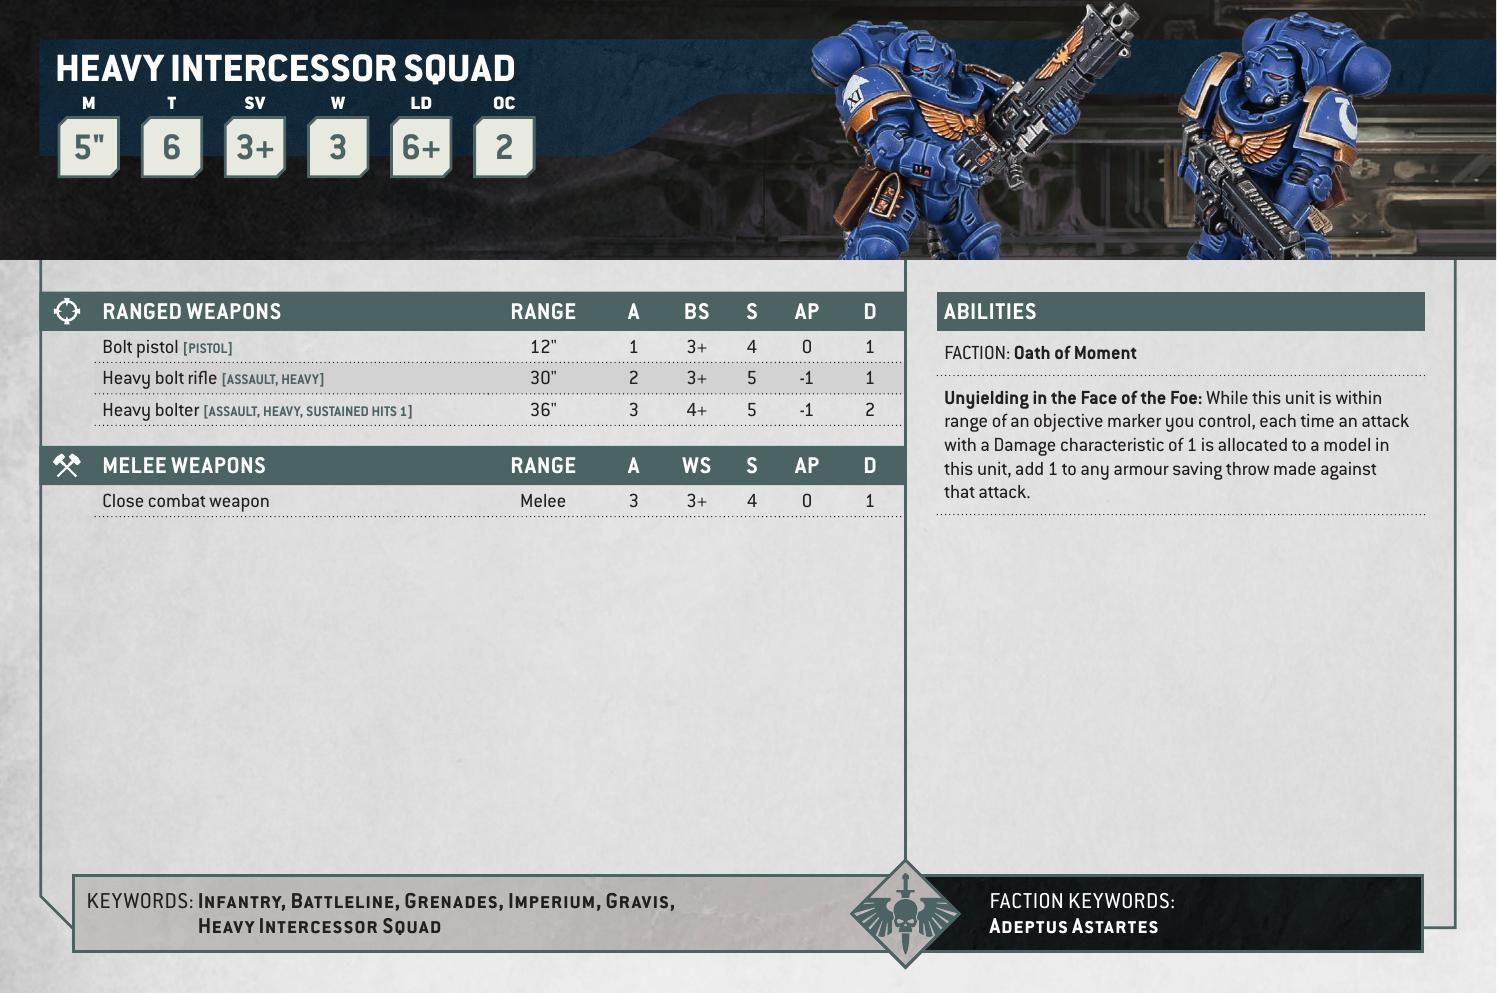 HEAVY INTERCESSOR SQUAD
M T SV W LD OC
5" 6 3+ 3 6+ 2
XI
RANGED WEAPONS RANGE A BS S AP D
Bolt pistol [PISTOL] 12" 1 3+ 4 0 1
Heavy bolt rifle [ASSAULT, HEAVY] 30" 2 3+ 5 -1 1
Heavy bolter [ASSAULT, HEAVY, SUSTAINED HITS 1] 36" 3 4+ 5 -1 2
MELEE WEAPONS RANGE A WS S AP D
Close combat weapon Melee 3 3+ 4 0 1
ABILITIES
FACTION: Oath of Moment
Unyielding in the Face of the Foe: While this unit is within
range of an objective marker you control, each time an attack
with a Damage characteristic of 1 is allocated to a model in
this unit, add 1 to any armour saving throw made against
that attack.
KEYWORDS: INFANTRY, BATTLELINE, GRENADES, IMPERIUM, GRAVIS,
HEAVY INTERCESSOR SQUAD
FACTION KEYWORDS:
ADEPTUS ASTARTES